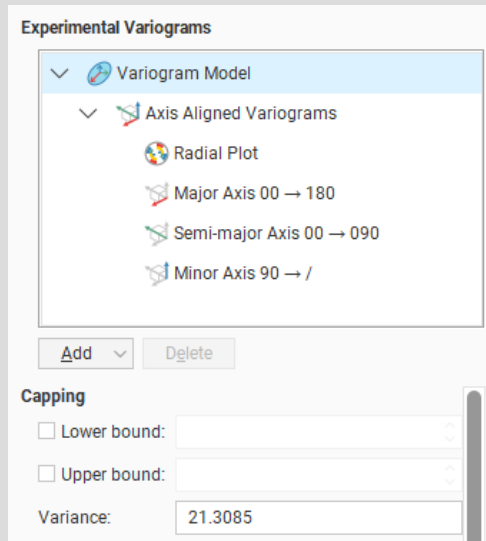 Experimental Variograms
Variogram Model
Axis Aligned Variograms
Radial Plot
Major Axis 00 → 180
Semi-major Axis 00 → 090
Minor Axis 90 → /
Add Delete
Capping
Lower bound:
Upper bound:
Variance: 21.3085